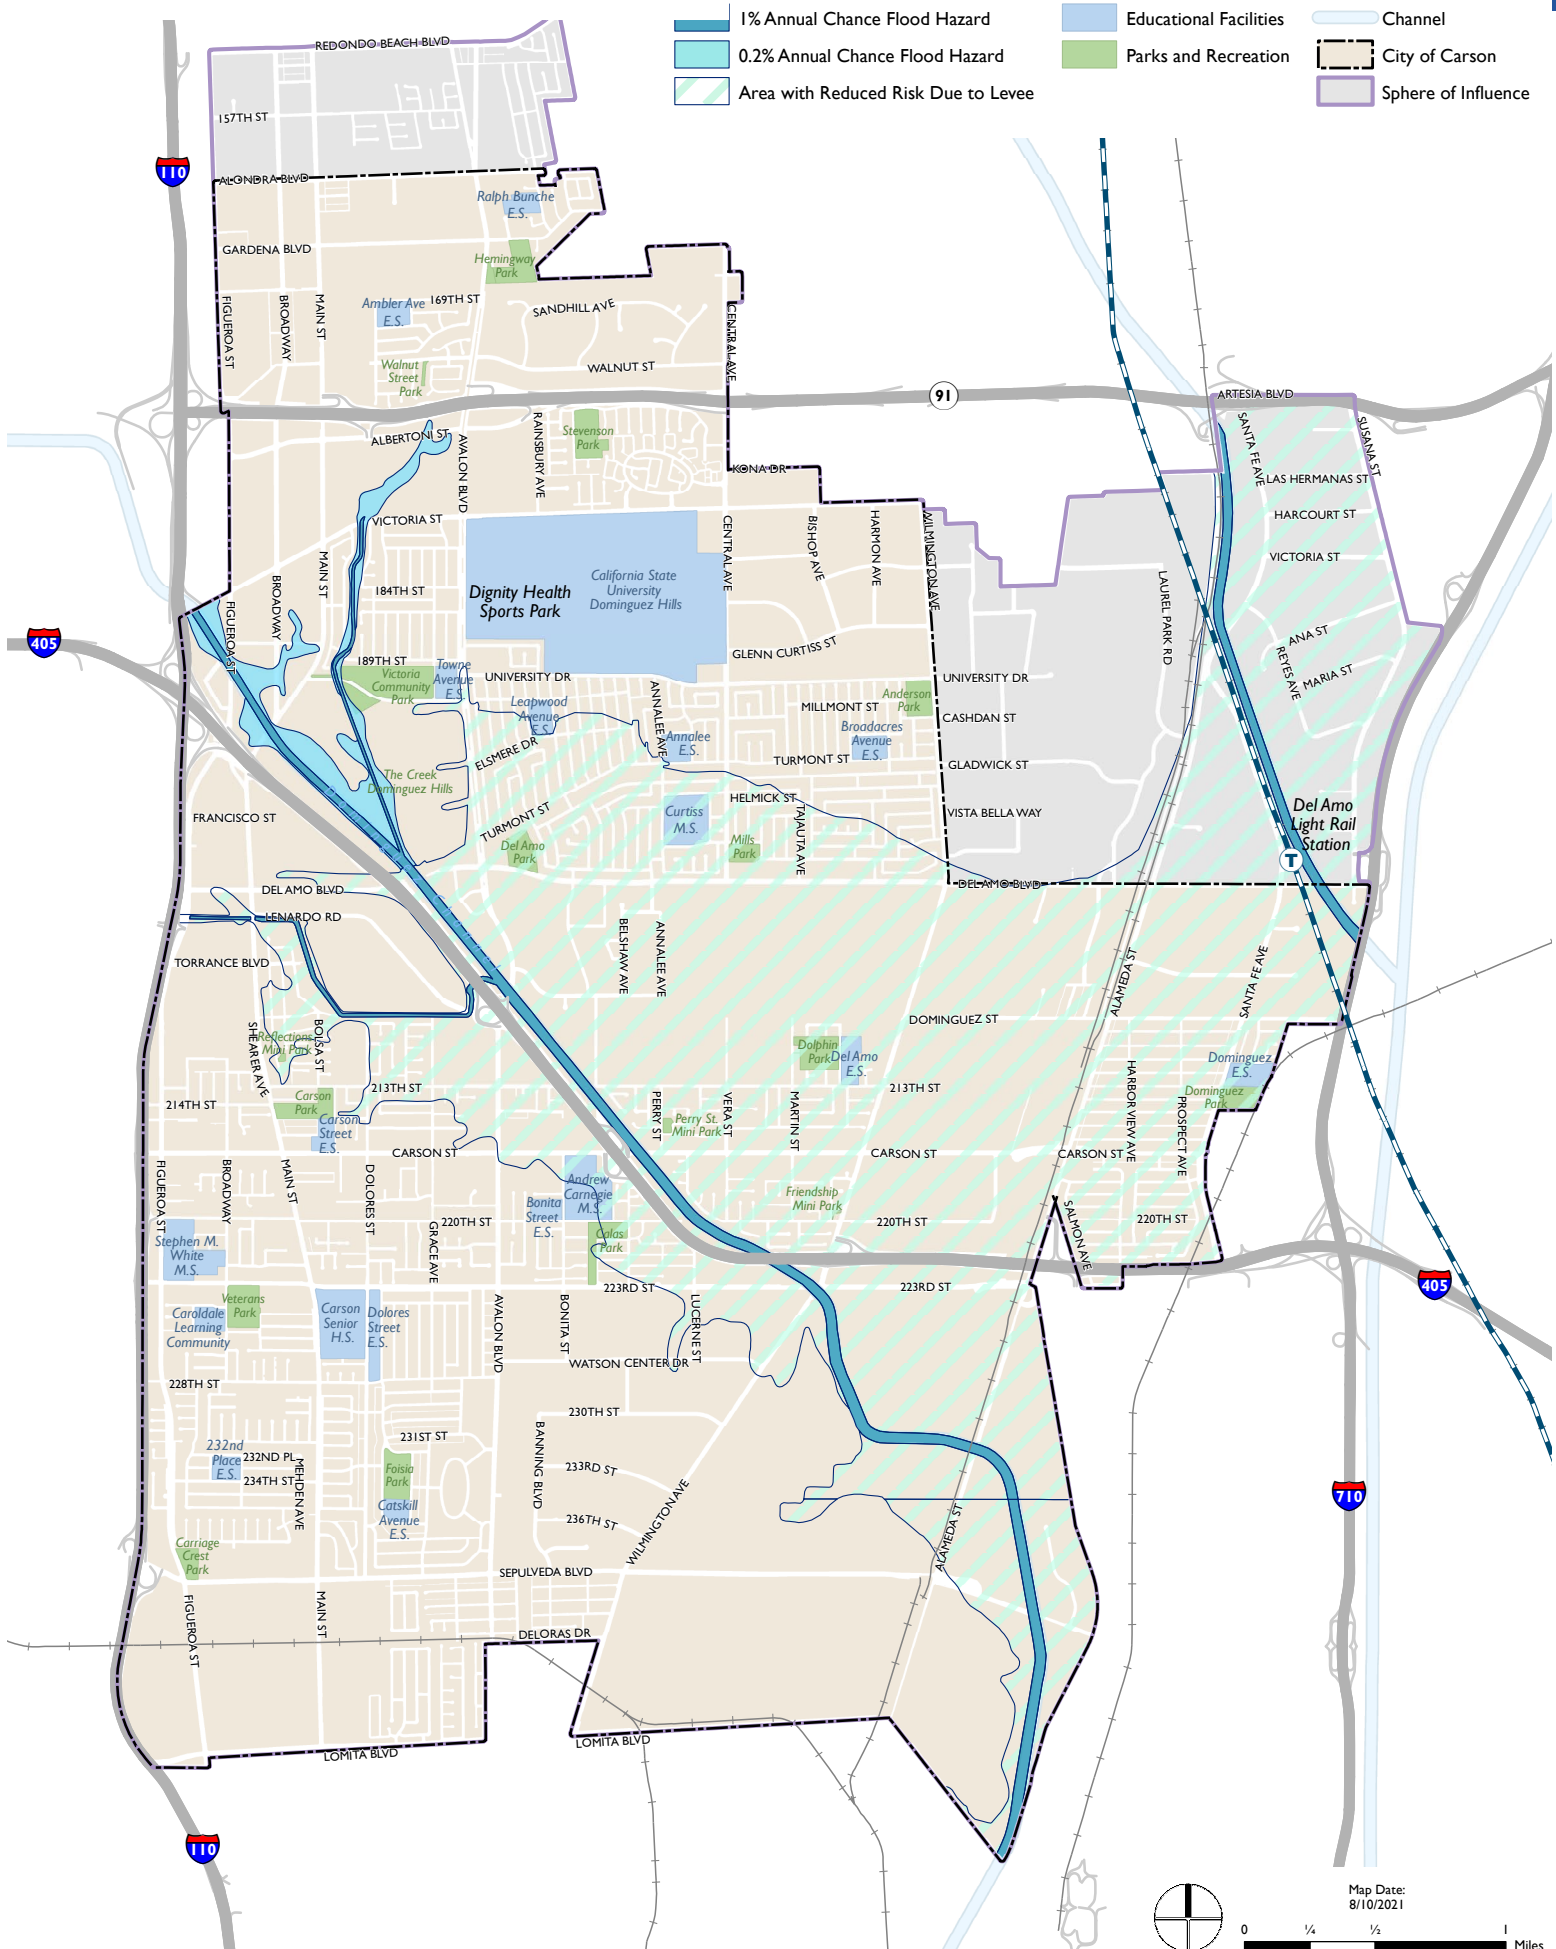 1% Annual Chance Flood Hazard
0.2% Annual Chance Flood Hazard
Area with Reduced Risk Due to Levee
Educational Facilities
Parks and Recreation
Channel
City of Carson
Sphere of Influence
REDONDO BEACH BLVD
157TH ST
110
ALONDRA BLVD
Ralph Bunche
E.S.
GARDENA BLVD
Hemingway
Park
FIGUEROA ST
BROADWAY
MAIN ST
Ambler Ave
E.S.
169TH ST
SANDHILL AVE
CENTRAL AVE
Walnut
Street
Park
WALNUT ST
91
ARTESIA BLVD
ALBERTONI ST
AVALON BLVD
RAINSBURY AVE
Stevenson
Park
SANTA FE AVE
SUSANA ST
KONA DR
LAS HERMANAS ST
VICTORIA ST
CENTRAL AVE
BISHOP AVE
HARMON AVE
WILMINGTON AVE
HARCOURT ST
VICTORIA ST
MAIN ST
BROADWAY
FIGUEROA ST
184TH ST
Dignity Health
Sports Park
California State
University
Dominguez Hills
LAUREL PARK RD
405
GLENN CURTISS ST
ANA ST
REYES AVE
MARIA ST
189TH ST
Victoria
Community
Park
Towne
Avenue
E.S.
UNIVERSITY DR
UNIVERSITY DR
Leapwood
Avenue
E.S.
ANNALEE AVE
Annalee
E.S.
MILLMONT ST
Anderson
Park
CASHDAN ST
Broadacres
Avenue
E.S.
ELSMERE DR
TURMONT ST
GLADWICK ST
The Creek
Dominguez Hills
HELMICK ST
FRANCISCO ST
TURMONT ST
Curtiss
M.S.
TAJAUTA AVE
VISTA BELLA WAY
Del Amo
Light Rail
Station
T
Del Amo
Park
Mills
Park
DEL AMO BLVD
DEL AMO BLVD
LENARDO RD
BELSHAW AVE
ANNALEE AVE
TORRANCE BLVD
ALAMEDA ST
SANTA FE AVE
DOMINGUEZ ST
SHEARER AVE
BOLSA ST
Reflections
Mini Park
Dolphin
Park
Del Amo
E.S.
Dominguez
E.S.
213TH ST
213TH ST
Dominguez
Park
214TH ST
Carson
Park
PERRY ST
VERA ST
MARTIN ST
HARBOR VIEW AVE
PROSPECT AVE
Perry St.
Mini Park
Carson
Street
E.S.
CARSON ST
CARSON ST
CARSON ST
FIGUEROA ST
BROADWAY
MAIN ST
DOLORES ST
Andrew
Carnegie
M.S.
Bonita
Street
E.S.
Friendship
Mini Park
GRACE AVE
220TH ST
220TH ST
SALMON AVE
220TH ST
Stephen M.
White
M.S.
Calas
Park
405
223RD ST
223RD ST
Veterans
Park
Caroldale
Learning
Community
Carson
Senior
H.S.
Dolores
Street
E.S.
AVALON BLVD
BONITA ST
LUCERNE ST
WATSON CENTER DR
228TH ST
230TH ST
231ST ST
232nd
Place
E.S.
232ND PL
234TH ST
MEHDEN AVE
Foisia
Park
BANNING BLVD
233RD ST
WILMINGTON AVE
710
Catskill
Avenue
E.S.
236TH ST
ALAMEDA ST
Carriage
Crest
Park
SEPULVEDA BLVD
FIGUEROA ST
MAIN ST
DELORAS DR
LOMITA BLVD
LOMITA BLVD
110
Map Date:
8/10/2021
0 1/4 1/2 1
Miles